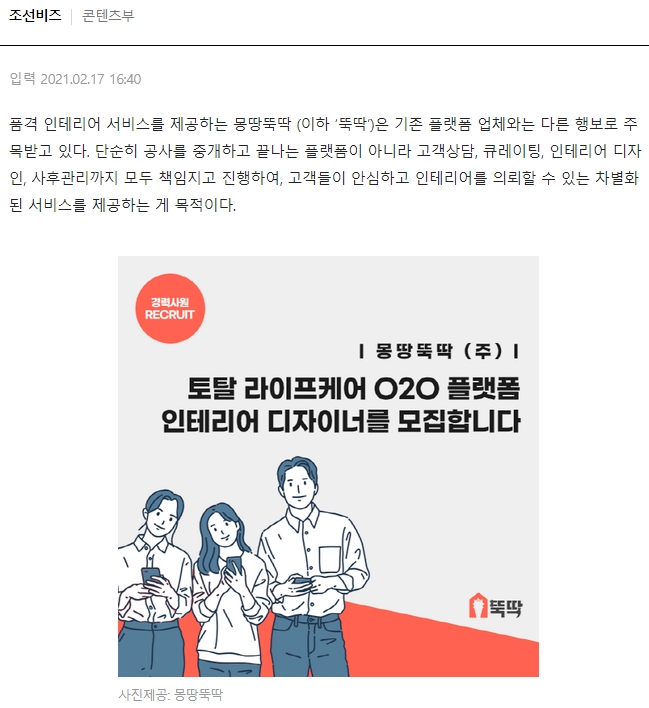 조선비즈 콘텐츠부
입력 2021.02.17 16:40
품격 인테리어 서비스를 제공하는 몽땅뚝딱 (이하 ‘뚝딱’)은 기존 플랫폼 업체와는 다른 행보로 주
목받고 있다. 단순히 공사를 중개하고 끝나는 플랫폼이 아니라 고객상담, 큐레이팅, 인테리어 디자
인, 사후관리까지 모두 책임지고 진행하여, 고객들이 안심하고 인테리어를 의뢰할 수 있는 차별화
된 서비스를 제공하는 게 목적이다.
경력사원
RECRUIT
| 몽땅뚝딱 (주) |
토탈 라이프케어 O2O 플랫폼
인테리어 디자이너를 모집합니다
뚝딱
사진제공: 몽땅뚝딱